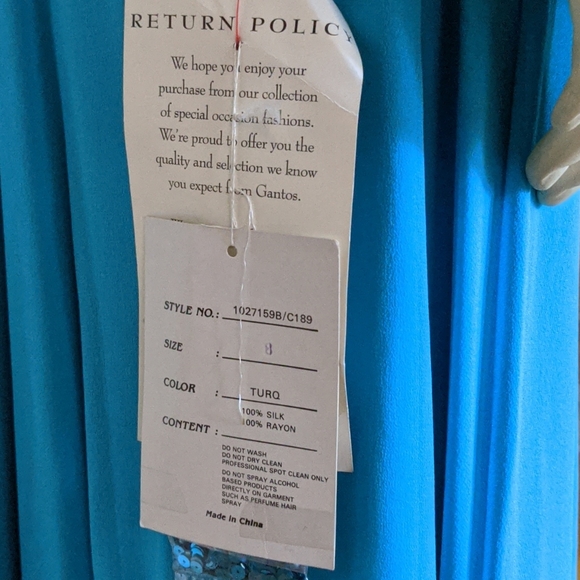 RETURN POLICY
We hope you enjoy your
purchase from our collection
of special occasion fashions.
We're proud to offer you the
quality and selection we know
you expect from Gantos.
STYLE NO.: 1027159B/C189
SIZE : 8
COLOR : TURQ
100% SILK
CONTENT : 100% RAYON
DO NOT WASH
DO NOT DRY CLEAN
PROFESSIONAL SPOT CLEAN ONLY
DO NOT SPRAY ALCOHOL
BASED PRODUCTS
DIRECTLY ON GARMENT
SUCH AS PERFUME HAIR
SPRAY
Made in China